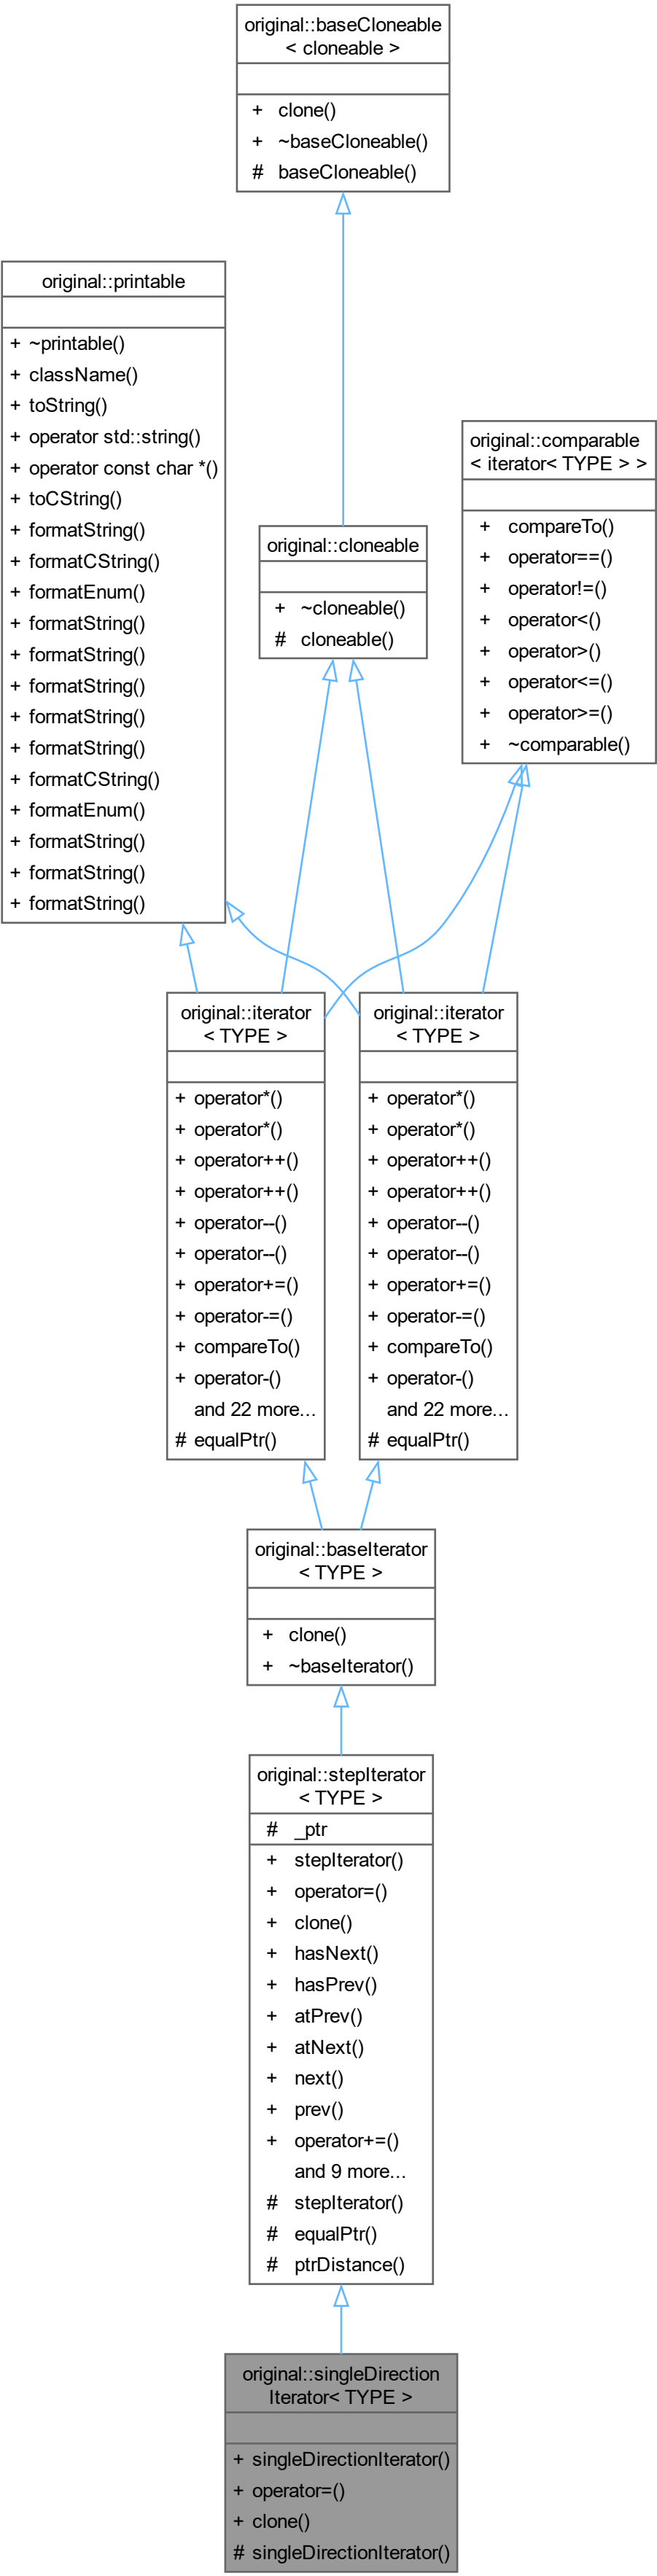 original::baseCloneable
< cloneable >
+ clone()
+ ~baseCloneable()
# baseCloneable()
original::printable
+ ~printable()
+ className()
+ toString()
+ operator std::string()
+ operator const char *()
+ toCString()
+ formatString()
+ formatCString()
+ formatEnum()
+ formatString()
+ formatString()
+ formatString()
+ formatString()
+ formatString()
+ formatCString()
+ formatEnum()
+ formatString()
+ formatString()
+ formatString()
original::comparable
< iterator< TYPE > >
+ compareTo()
+ operator==()
+ operator!=()
+ operator<()
+ operator>()
+ operator<=()
+ operator>=()
+ ~comparable()
original::cloneable
+ ~cloneable()
# cloneable()
original::iterator
< TYPE >
+ operator*()
+ operator*()
+ operator++()
+ operator++()
+ operator--()
+ operator--()
+ operator+=()
+ operator-=()
+ compareTo()
+ operator-()
and 22 more...
# equalPtr()
original::iterator
< TYPE >
+ operator*()
+ operator*()
+ operator++()
+ operator++()
+ operator--()
+ operator--()
+ operator+=()
+ operator-=()
+ compareTo()
+ operator-()
and 22 more...
# equalPtr()
original::baseIterator
< TYPE >
+ clone()
+ ~baseIterator()
original::stepIterator
< TYPE >
# _ptr
+ stepIterator()
+ operator=()
+ clone()
+ hasNext()
+ hasPrev()
+ atPrev()
+ atNext()
+ next()
+ prev()
+ operator+=()
and 9 more...
# stepIterator()
# equalPtr()
# ptrDistance()
original::singleDirection
Iterator< TYPE >
+ singleDirectionIterator()
+ operator=()
+ clone()
# singleDirectionIterator()